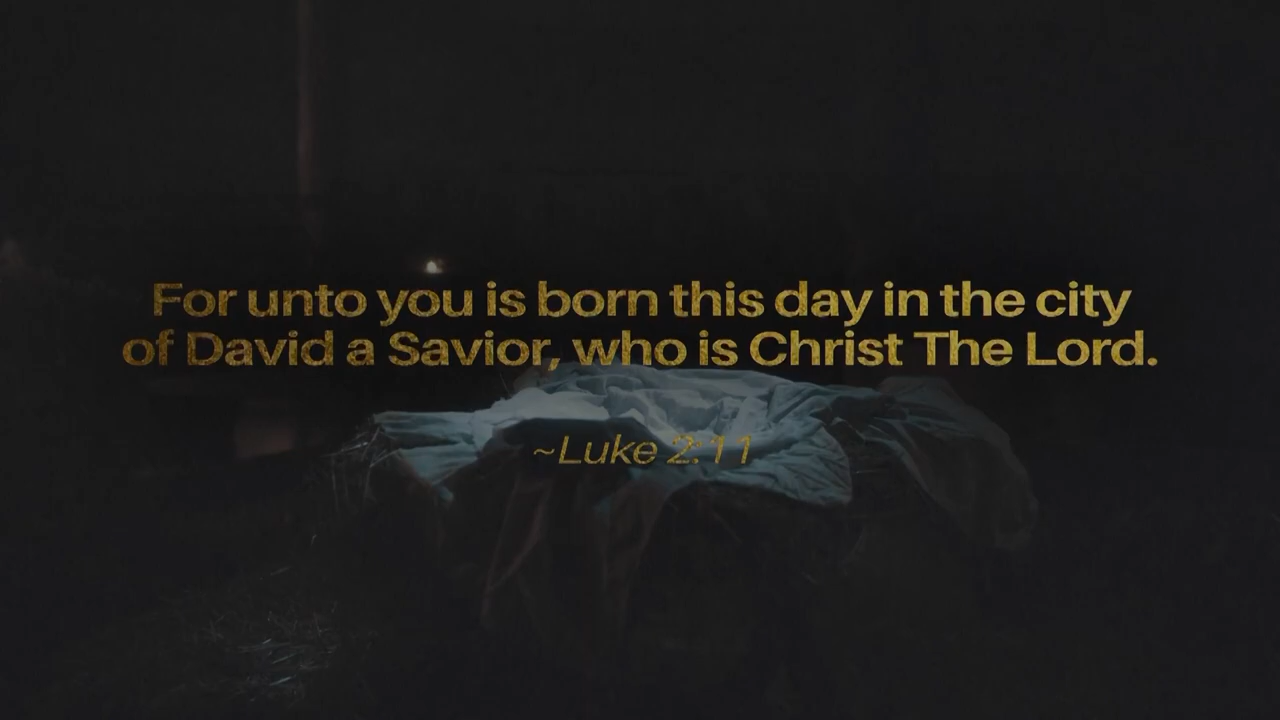 For unto you is born this day in the city
of David a Savior, who is Christ The Lord.
~Luke 2:11